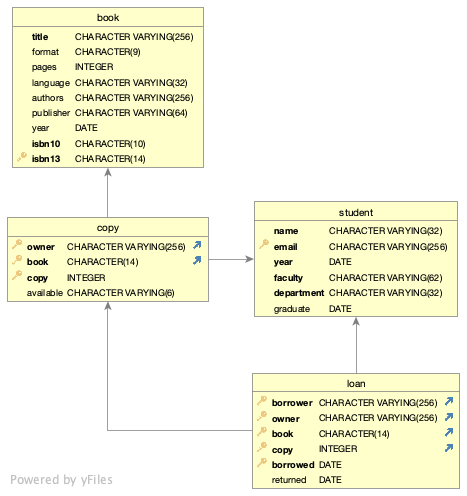 book
title CHARACTER VARYING(256)
format CHARACTER(9)
pages INTEGER
language CHARACTER VARYING(32)
authors CHARACTER VARYING(256)
publisher CHARACTER VARYING(64)
year DATE
isbn10 CHARACTER(10)
isbn13 CHARACTER(14)
copy
owner CHARACTER VARYING(256)
book CHARACTER(14)
copy INTEGER
available CHARACTER VARYING(6)
student
name CHARACTER VARYING(32)
email CHARACTER VARYING(256)
year DATE
faculty CHARACTER VARYING(62)
department CHARACTER VARYING(32)
graduate DATE
loan
borrower CHARACTER VARYING(256)
owner CHARACTER VARYING(256)
book CHARACTER(14)
copy INTEGER
borrowed DATE
returned DATE
Powered by yFiles